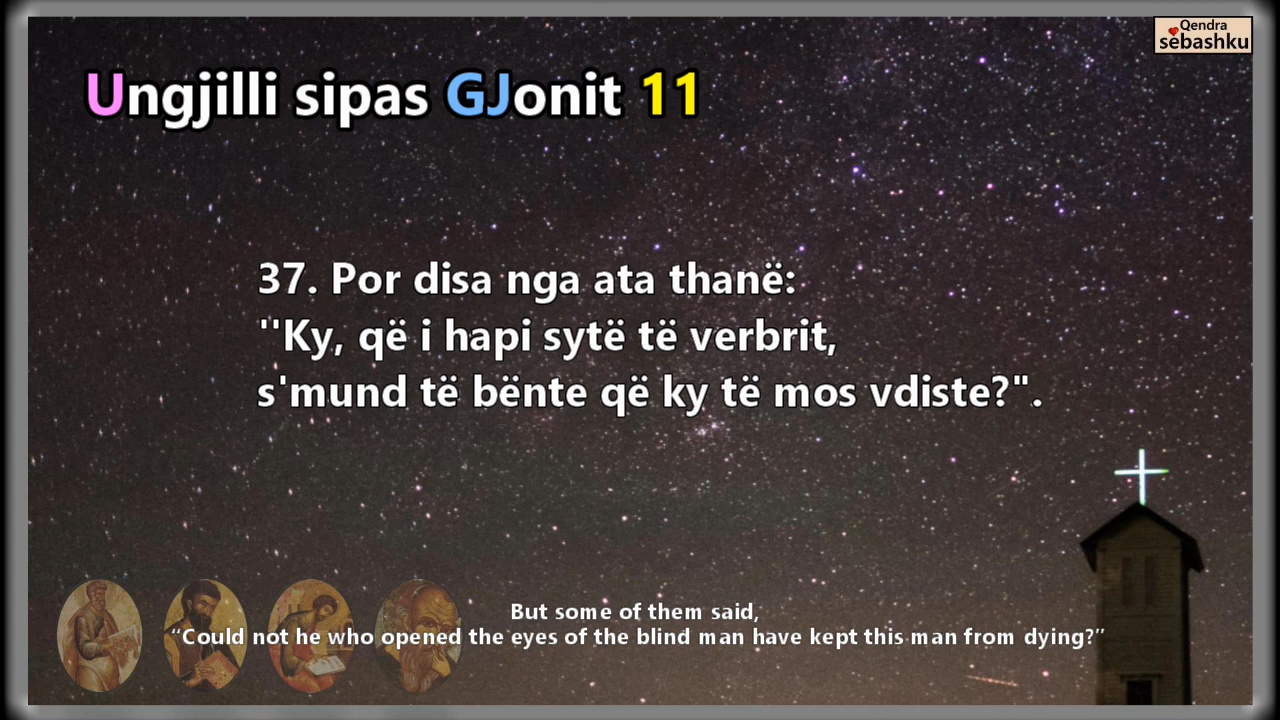 Qendra
sëbashku
Ungjilli sipas GJonit 11
37. Por disa nga ata thanë:
''Ky, që i hapi sytë të verbrit,
s'mund të bënte që ky të mos vdiste?".
But some of them said,
“Could not he who opened the eyes of the blind man have kept this man from dying?”